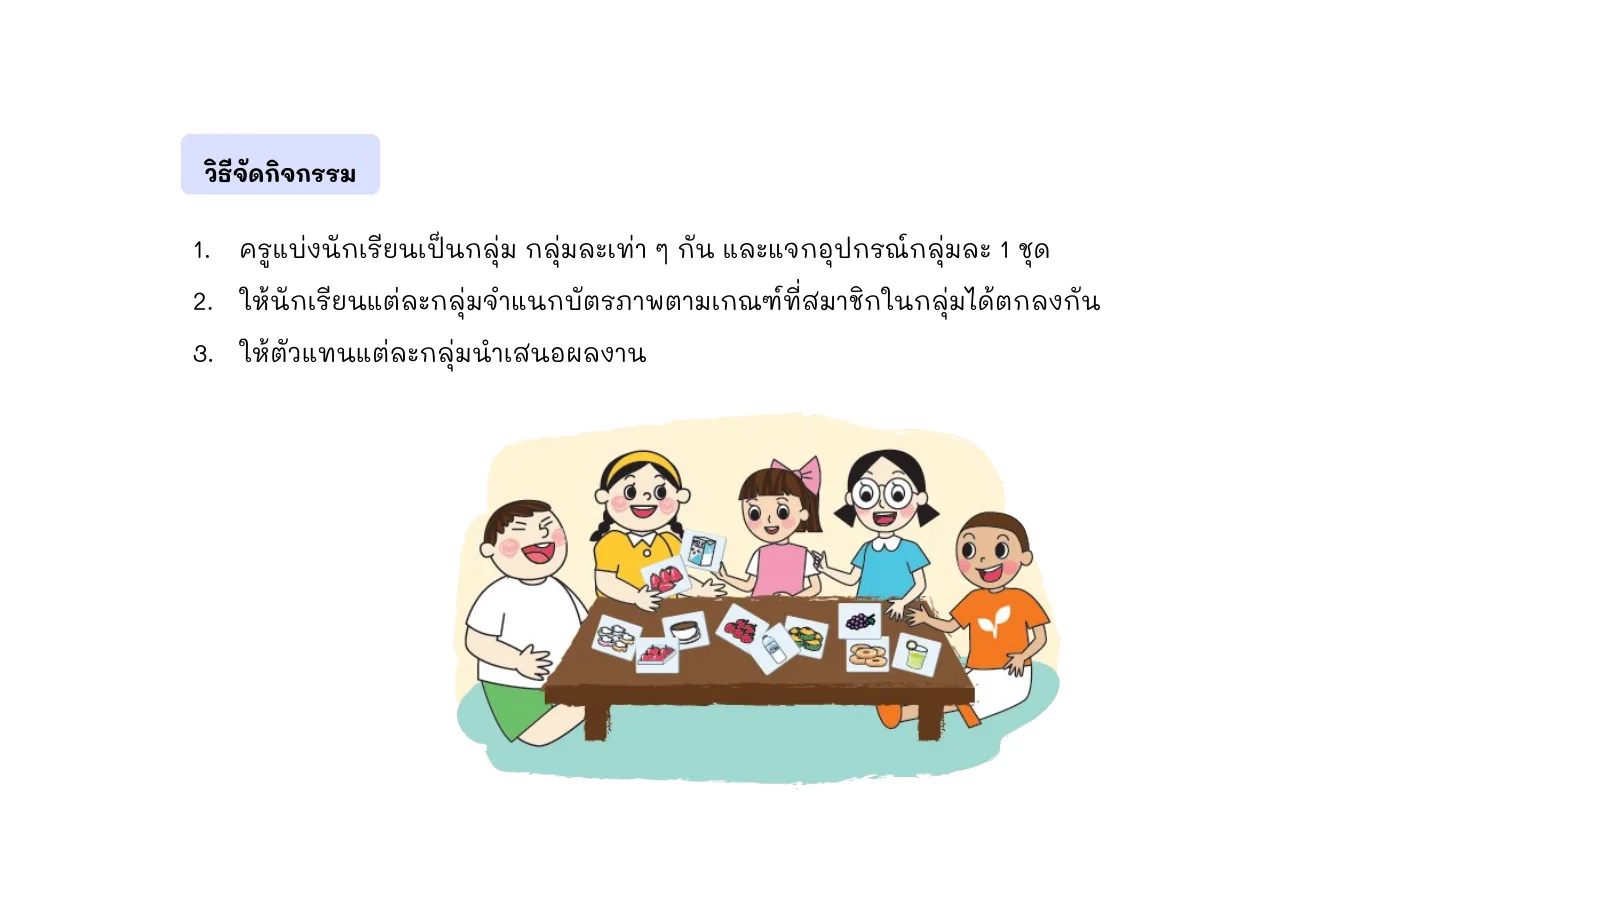 วิธีจัดกิจกรรม
1. ครูแบ่งนักเรียนเป็นกลุ่ม กลุ่มละเท่า ๆ กัน และแจกอุปกรณ์กลุ่มละ 1 ชุด
2. ให้นักเรียนแต่ละกลุ่มจำแนกบัตรภาพตามเกณฑ์ที่สมาชิกในกลุ่มได้ตกลงกัน
3. ให้ตัวแทนแต่ละกลุ่มนำเสนอผลงาน